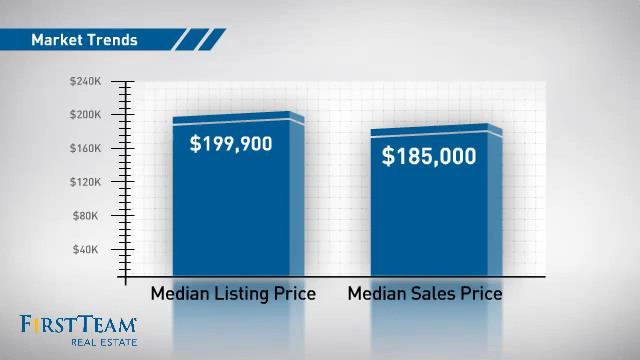 Market Trends
$240K
$200K
$160K
$120K
$80K
$40K
$199,900
$185,000
Median Listing Price
Median Sales Price
FIRSTTEAM®
REAL ESTATE